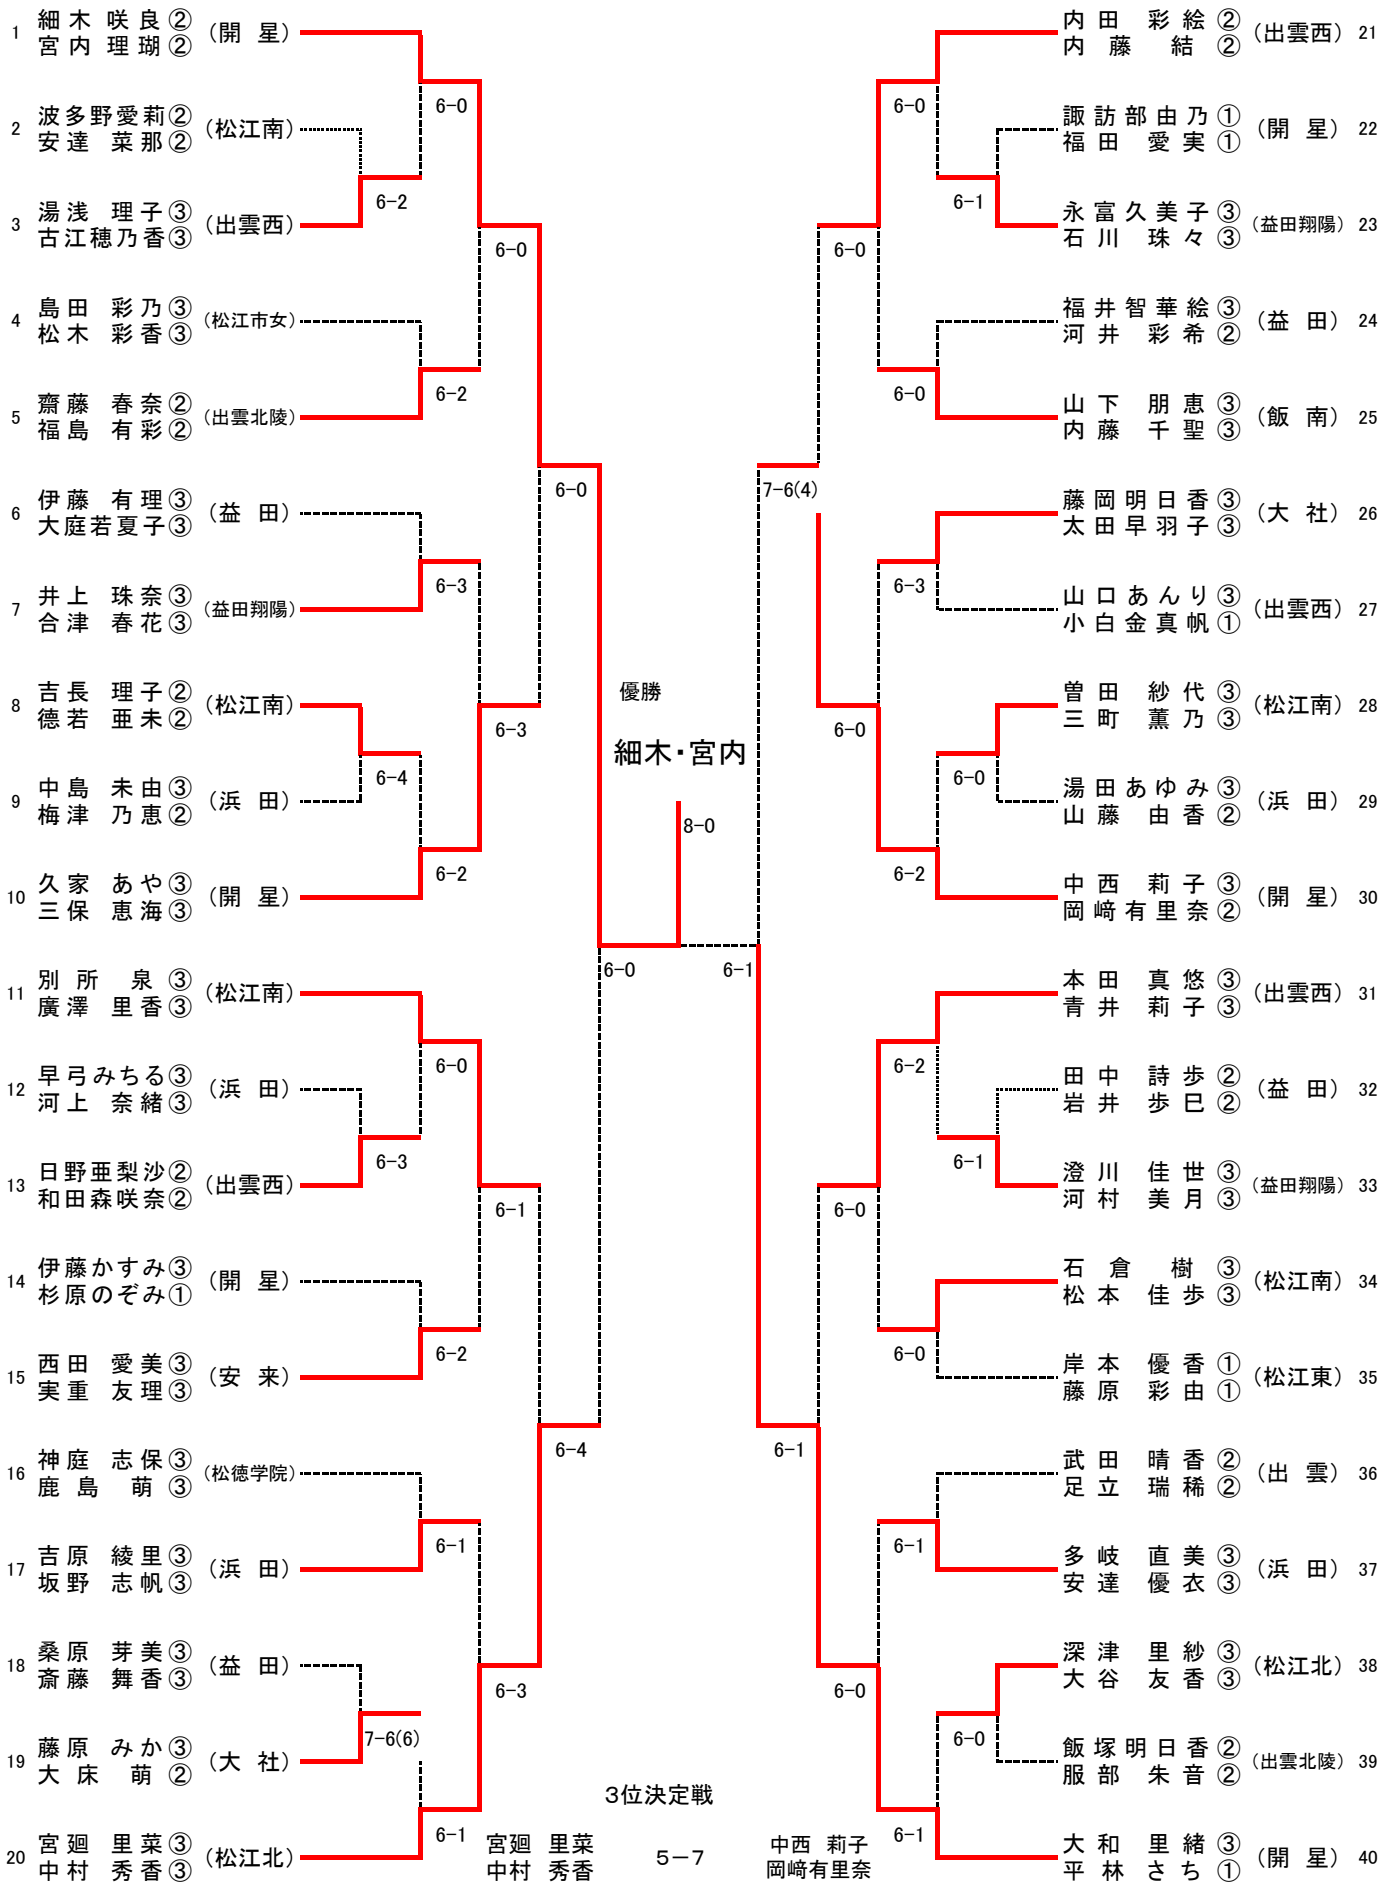 1 細木 咲良② 宮内 理瑚② (開 星)
2 波多野愛莉② 安達 菜那② (松江南)
3 湯浅 理子③ 古江穂乃香③ (出雲西)
4 島田 彩乃③ 松木 彩香③ (松江市女)
5 齋藤 春奈② 福島 有彩② (出雲北陵)
6 伊藤 有理③ 大庭若夏子③ (益 田)
7 井上 珠奈③ 合津 春花③ (益田翔陽)
8 吉長 理子② 德若 亜未② (松江南)
9 中島 未由③ 梅津 乃恵② (浜 田)
10 久家 あや③ 三保 恵海③ (開 星)
11 別所 泉③ 廣澤 里香③ (松江南)
12 早弓みちる③ 河上 奈緒③ (浜 田)
13 日野亜梨沙② 和田森咲奈② (出雲西)
14 伊藤かすみ③ 杉原のぞみ① (開 星)
15 西田 愛美③ 実重 友理③ (安 来)
16 神庭 志保③ 鹿島 萌③ (松徳学院)
17 吉原 綾里③ 坂野 志帆③ (浜 田)
18 桑原 芽美③ 斎藤 舞香③ (益 田)
19 藤原 みか③ 大床 萌② (大 社)
20 宮廻 里菜③ 中村 秀香③ (松江北)
6-0
6-2
6-0
6-2
6-0
6-3
6-3
6-4
6-2
6-0
6-0
6-3
6-1
6-2
6-4
6-1
6-3
7-6(6)
6-1
優勝
細木・宮内
8-0
6-0
6-1
6-0
6-0
7-6(4)
6-3
6-0
6-0
6-2
6-1
6-2
6-1
6-0
6-0
6-1
6-1
6-0
6-0
6-1
内田 彩絵② 内藤 結② (出雲西) 21
諏訪部由乃① 福田 愛実① (開 星) 22
永富久美子③ 石川 珠々③ (益田翔陽) 23
福井智華絵③ 河井 彩希② (益 田) 24
山下 朋恵③ 内藤 千聖③ (飯 南) 25
藤岡明日香③ 太田早羽子③ (大 社) 26
山口あんり③ 小白金真帆① (出雲西) 27
曽田 紗代③ 三町 薫乃③ (松江南) 28
湯田あゆみ③ 山藤 由香② (浜 田) 29
中西 莉子③ 岡﨑有里奈② (開 星) 30
本田 真悠③ 青井 莉子③ (出雲西) 31
田中 詩歩② 岩井 歩巳② (益 田) 32
澄川 佳世③ 河村 美月③ (益田翔陽) 33
石倉 樹③ 松本 佳歩③ (松江南) 34
岸本 優香① 藤原 彩由① (松江東) 35
武田 晴香② 足立 瑞稀② (出 雲) 36
多岐 直美③ 安達 優衣③ (浜 田) 37
深津 里紗③ 大谷 友香③ (松江北) 38
飯塚明日香② 服部 朱音② (出雲北陵) 39
大和 里緒③ 平林 さち① (開 星) 40
3位決定戦
宮廻 里菜 中西 莉子
5-7
中村 秀香 岡﨑有里奈